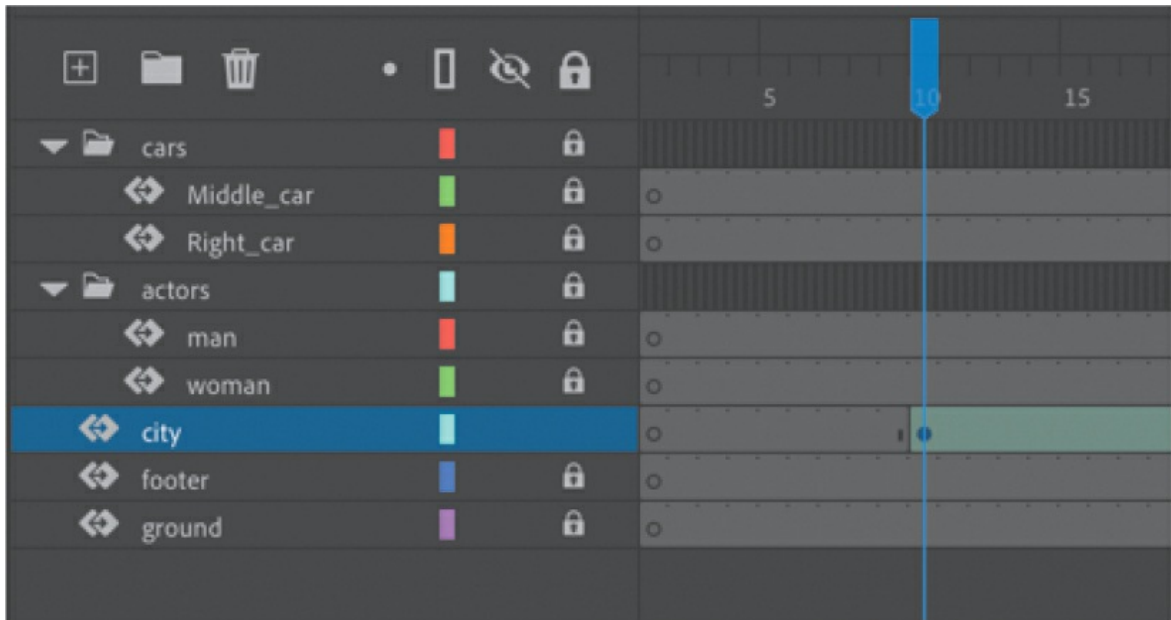 5 10 15
cars
Middle_car
Right_car
actors
man
woman
city
footer
ground